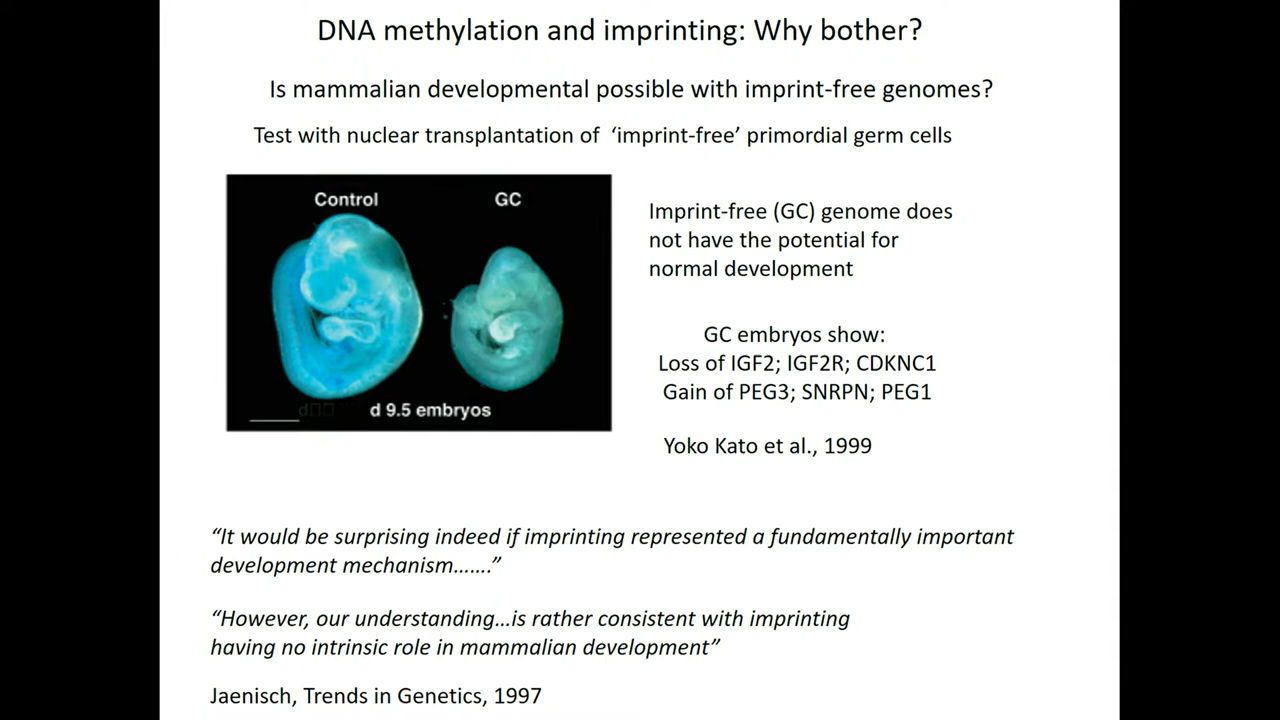 DNA methylation and imprinting: Why bother?
Is mammalian developmental possible with imprint-free genomes?
Test with nuclear transplantation of ‘imprint-free’ primordial germ cells
Control
GC
d 9.5 embryos
Imprint-free (GC) genome does
not have the potential for
normal development
GC embryos show:
Loss of IGF2; IGF2R; CDKNC1
Gain of PEG3; SNRPN; PEG1
Yoko Kato et al., 1999
“It would be surprising indeed if imprinting represented a fundamentally important
development mechanism…….”
“However, our understanding…is rather consistent with imprinting
having no intrinsic role in mammalian development”
Jaenisch, Trends in Genetics, 1997